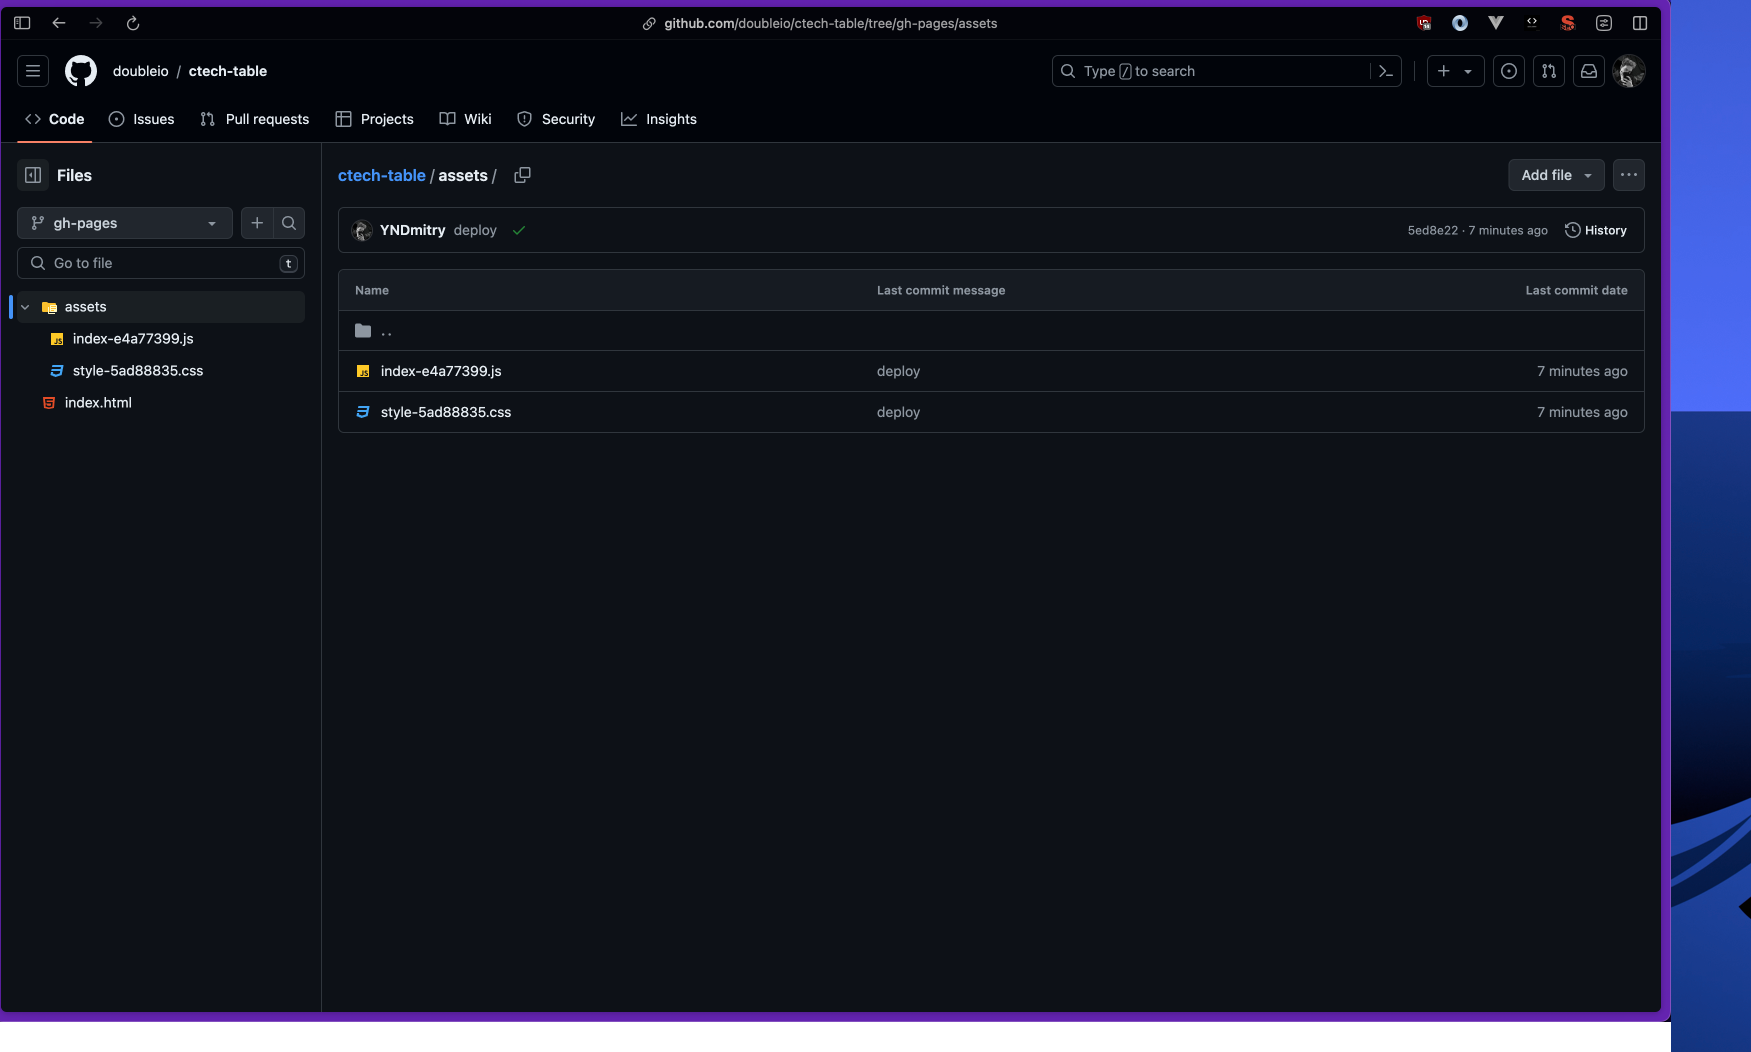 github.com/doubleio/ctech-table/tree/gh-pages/assets
doubleio / ctech-table
Type / to search
Code
Issues
Pull requests
Projects
Wiki
Security
Insights
Files
ctech-table / assets /
Add file
gh-pages
YNDmitry deploy
5ed8e22 · 7 minutes ago
History
Go to file
t
Name
Last commit message
Last commit date
assets
..
index-e4a77399.js
style-5ad88835.css
index.html
index-e4a77399.js
deploy
7 minutes ago
style-5ad88835.css
deploy
7 minutes ago